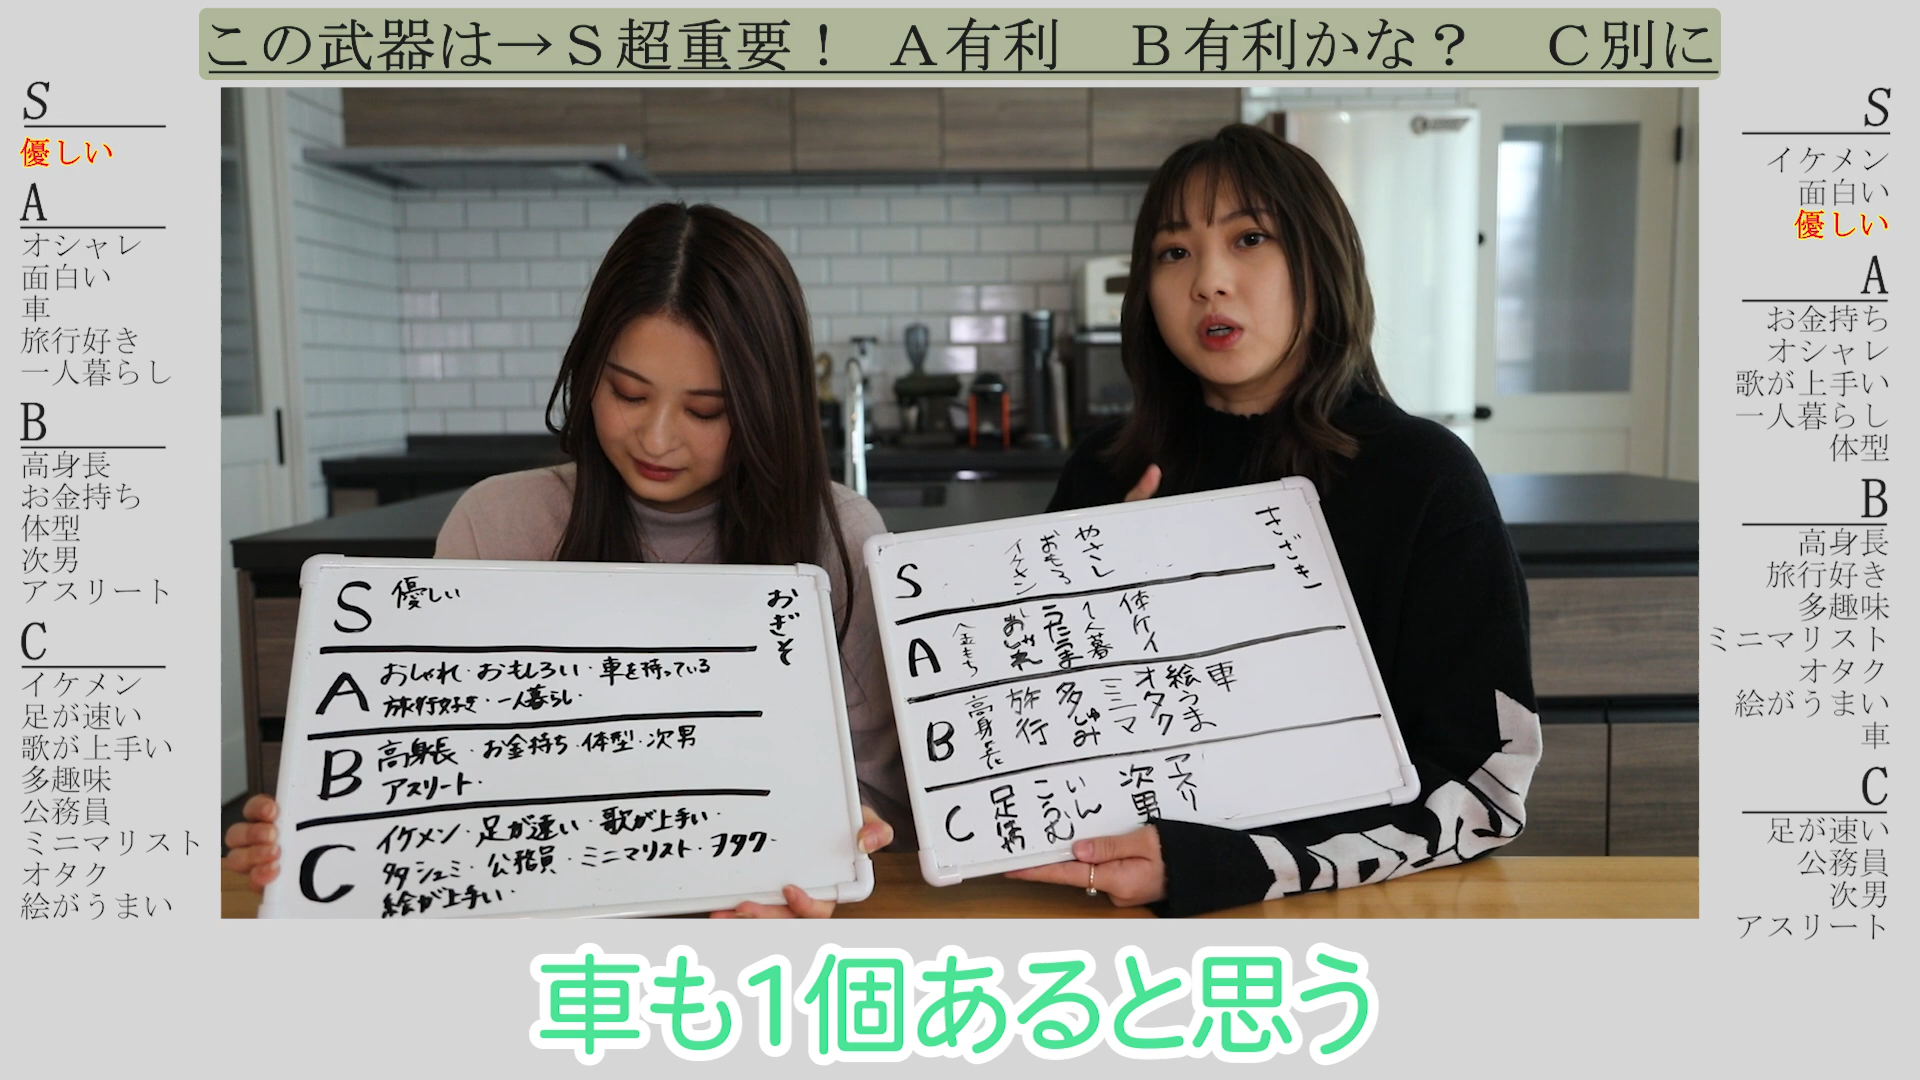 この武器は→S超重要！　A有利　B有利かな？　C別に
S
優しい
A
オシャレ
面白い
車
旅行好き
一人暮らし
B
高身長
お金持ち
体型
次男
アスリート
C
イケメン
足が速い
歌が上手い
多趣味
公務員
ミニマリスト
オタク
絵がうまい
おぎそ
S 優しい
A おしゃれ・おもしろい・車を持っている
旅行好き・一人暮らし・
B 高身長・お金持ち・体型・次男
アスリート・
C イケメン・足が速い・歌が上手い・
多シュミ・公務員・ミニマリスト・ヲタク・
絵が上手い・
さざき
S
やさし
おもろ
イケメン
A
体ケイ
1人暮
うたうま
おしゃれ
金もち
B
車
絵うま
オタク
ミニマ
多しゅみ
旅行
高身長
C
アスリ
次男
こうむいん
S
イケメン
面白い
優しい
A
お金持ち
オシャレ
歌が上手い
一人暮らし
体型
B
高身長
旅行好き
多趣味
ミニマリスト
オタク
絵がうまい
車
C
足が速い
公務員
次男
アスリート
車も1個あると思う